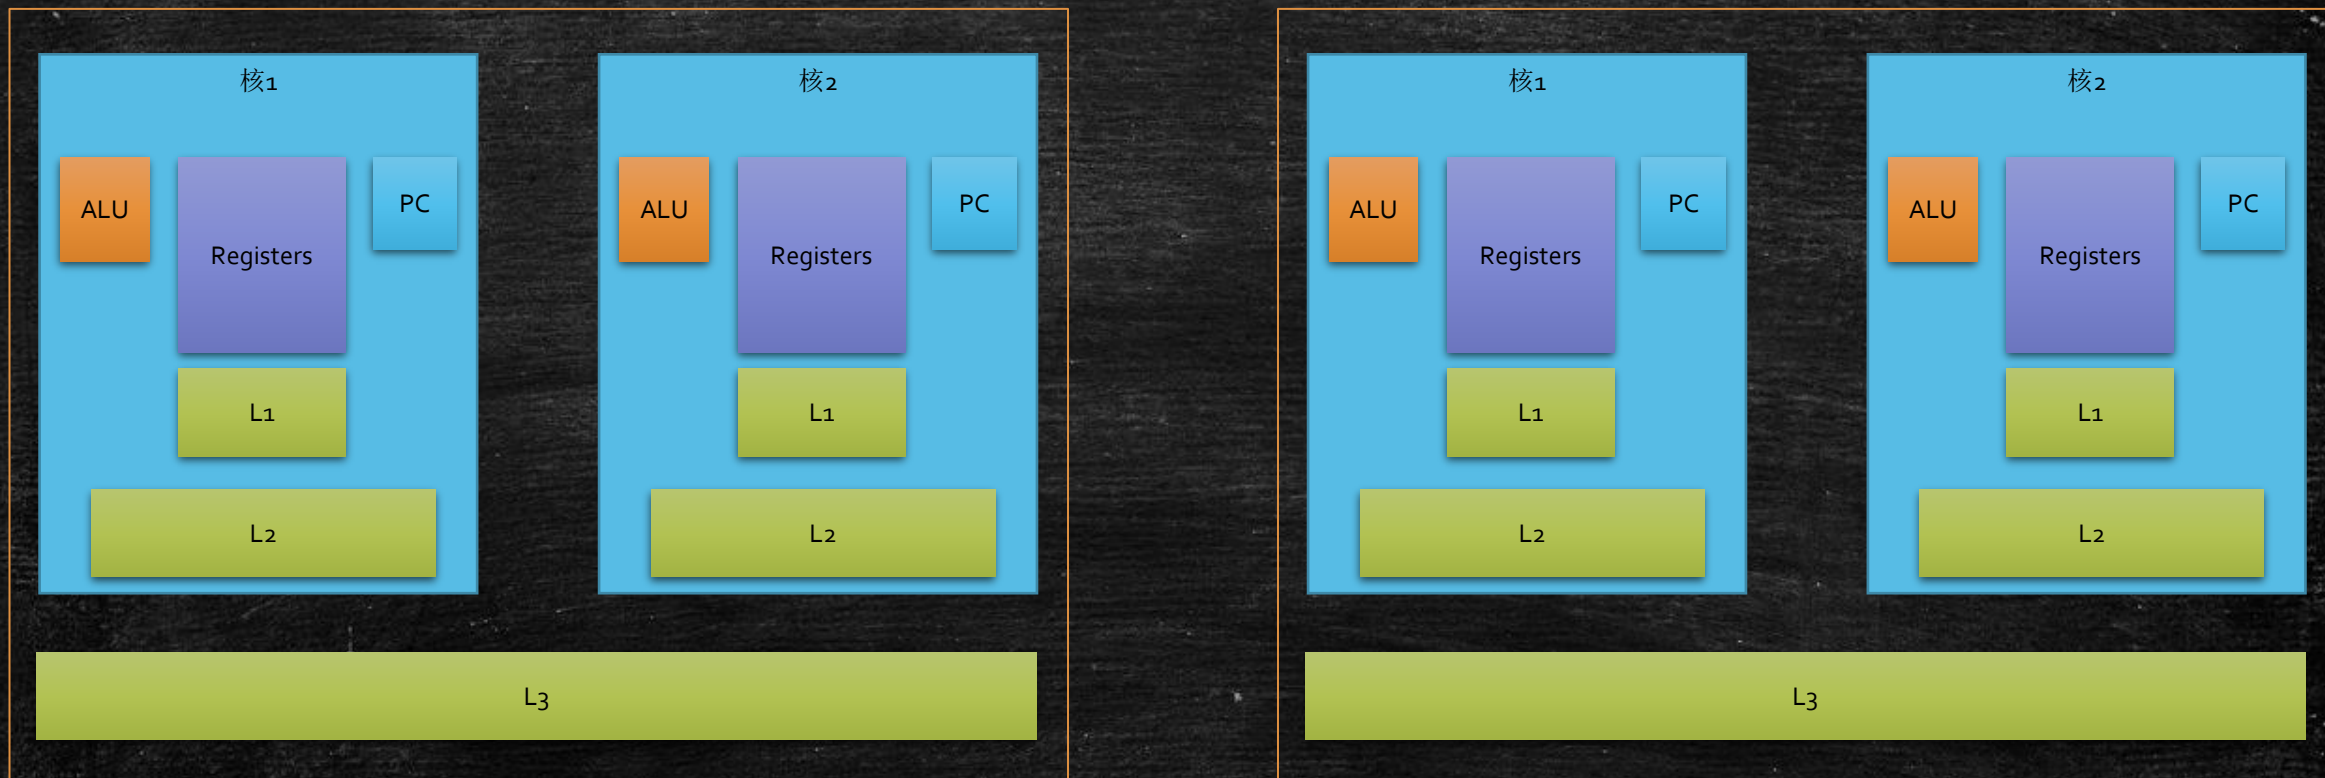 核1
ALU
Registers
PC
L1
L2
核2
ALU
Registers
PC
L1
L2
L3
核1
ALU
Registers
PC
L1
L2
核2
ALU
Registers
PC
L1
L2
L3